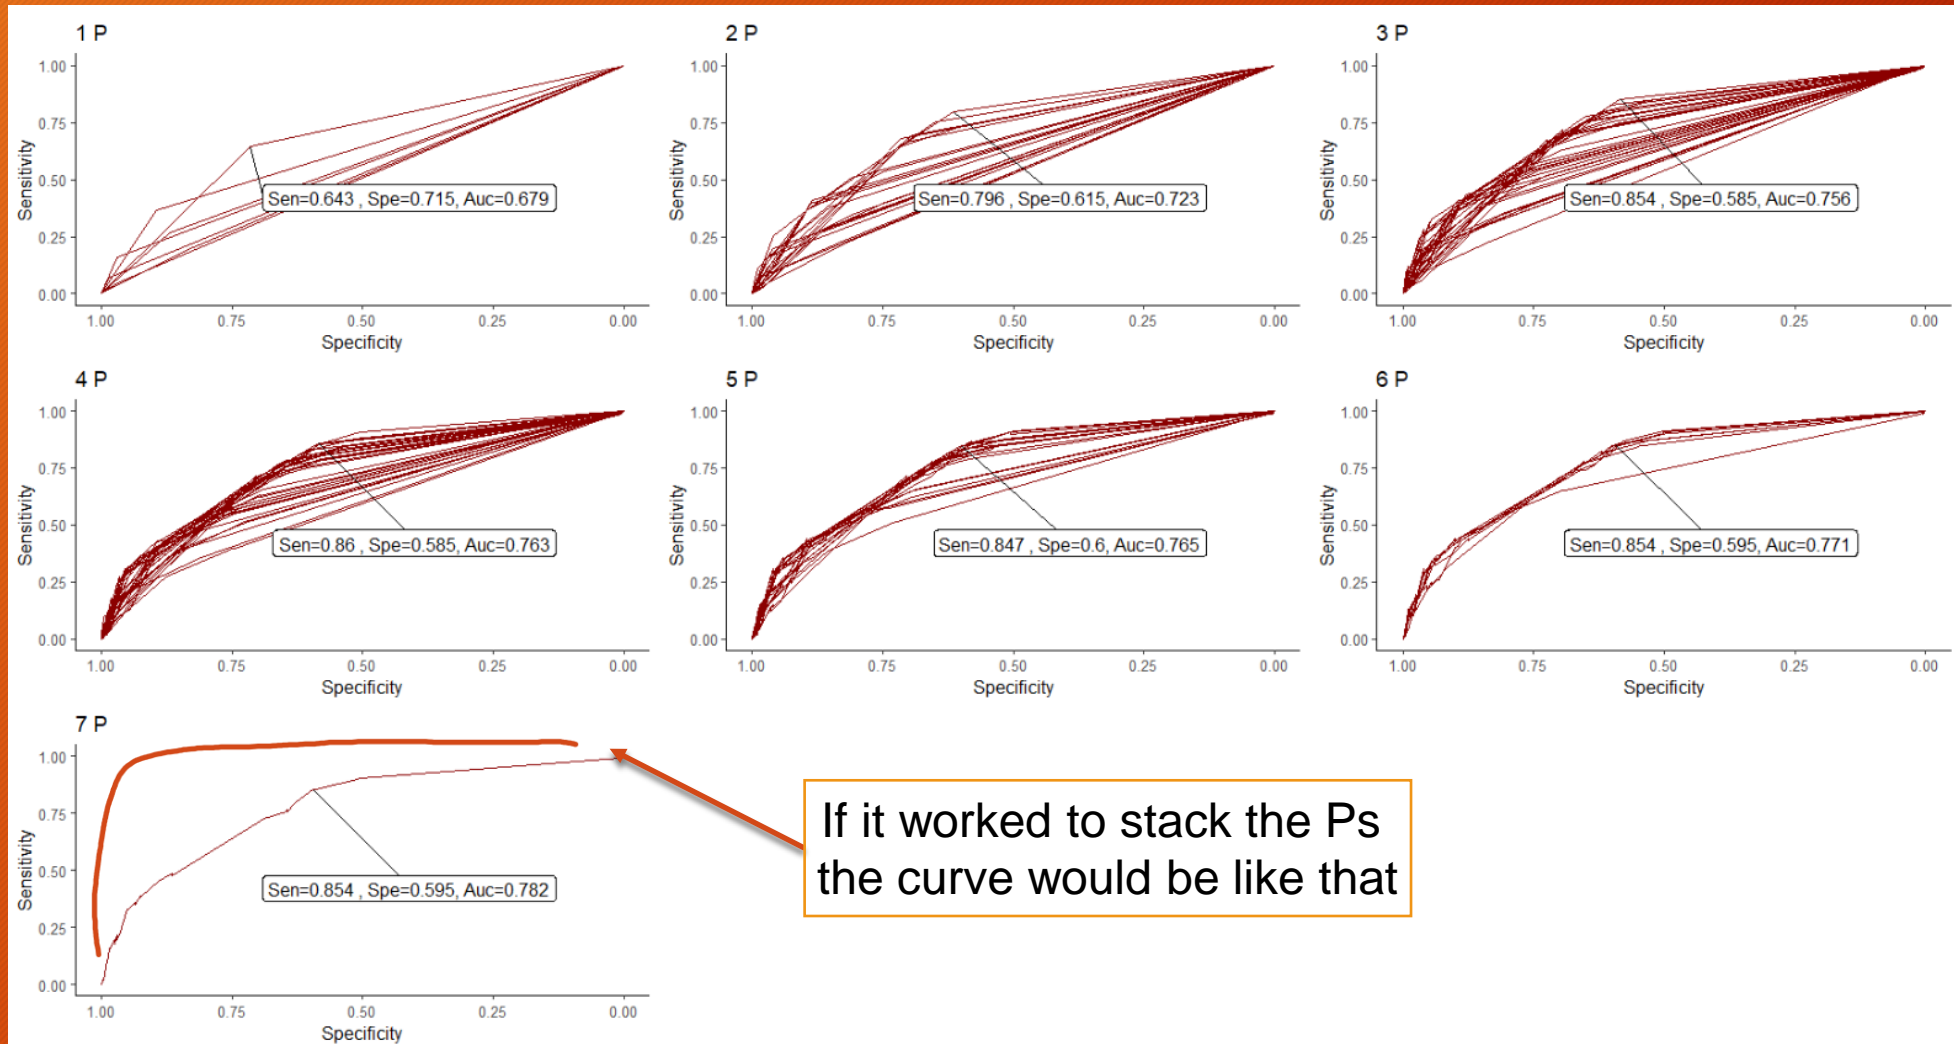 1 P
1.00
0.75
0.50
0.25
0.00
Sensitivity
Sen=0.643 , Spe=0.715, Auc=0.679
1.00 0.75 0.50 0.25 0.00
Specificity
2 P
1.00
0.75
0.50
0.25
0.00
Sensitivity
Sen=0.796 , Spe=0.615, Auc=0.723
1.00 0.75 0.50 0.25 0.00
Specificity
3 P
1.00
0.75
0.50
0.25
0.00
Sensitivity
Sen=0.854 , Spe=0.585, Auc=0.756
1.00 0.75 0.50 0.25 0.00
Specificity
4 P
1.00
0.75
0.50
0.25
0.00
Sensitivity
Sen=0.86 , Spe=0.585, Auc=0.763
1.00 0.75 0.50 0.25 0.00
Specificity
5 P
1.00
0.75
0.50
0.25
0.00
Sensitivity
Sen=0.847 , Spe=0.6, Auc=0.765
1.00 0.75 0.50 0.25 0.00
Specificity
6 P
1.00
0.75
0.50
0.25
0.00
Sensitivity
Sen=0.854 , Spe=0.595, Auc=0.771
1.00 0.75 0.50 0.25 0.00
Specificity
7 P
1.00
0.75
0.50
0.25
0.00
Sensitivity
Sen=0.854 , Spe=0.595, Auc=0.782
1.00 0.75 0.50 0.25 0.00
Specificity
If it worked to stack the Ps
the curve would be like that